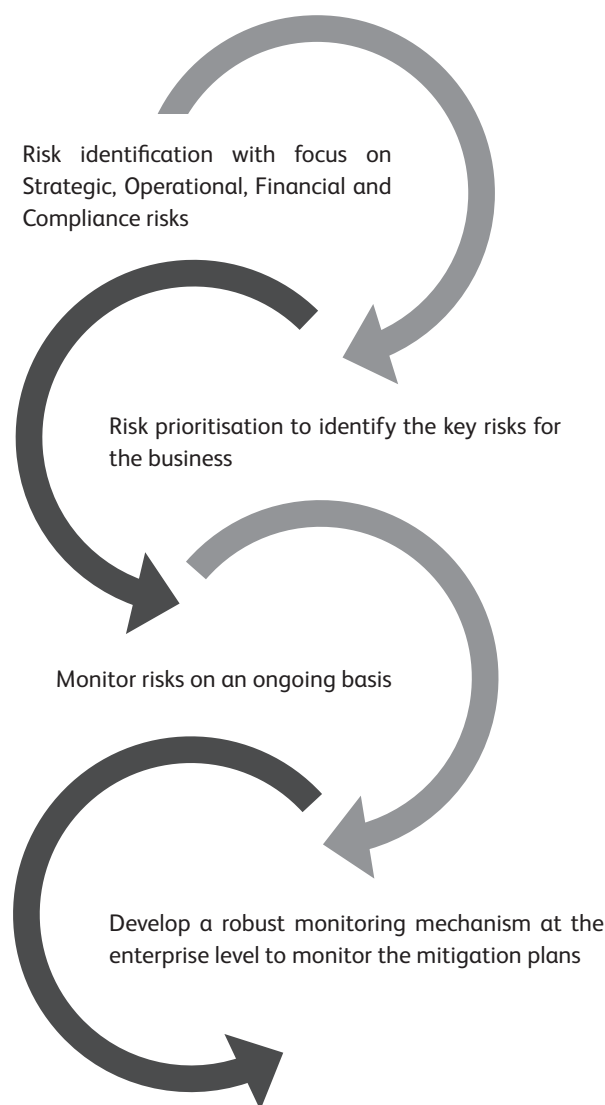 Risk identification with focus on
Strategic, Operational, Financial and
Compliance risks
Risk prioritisation to identify the key risks for
the business
Monitor risks on an ongoing basis
Develop a robust monitoring mechanism at the
enterprise level to monitor the mitigation plans